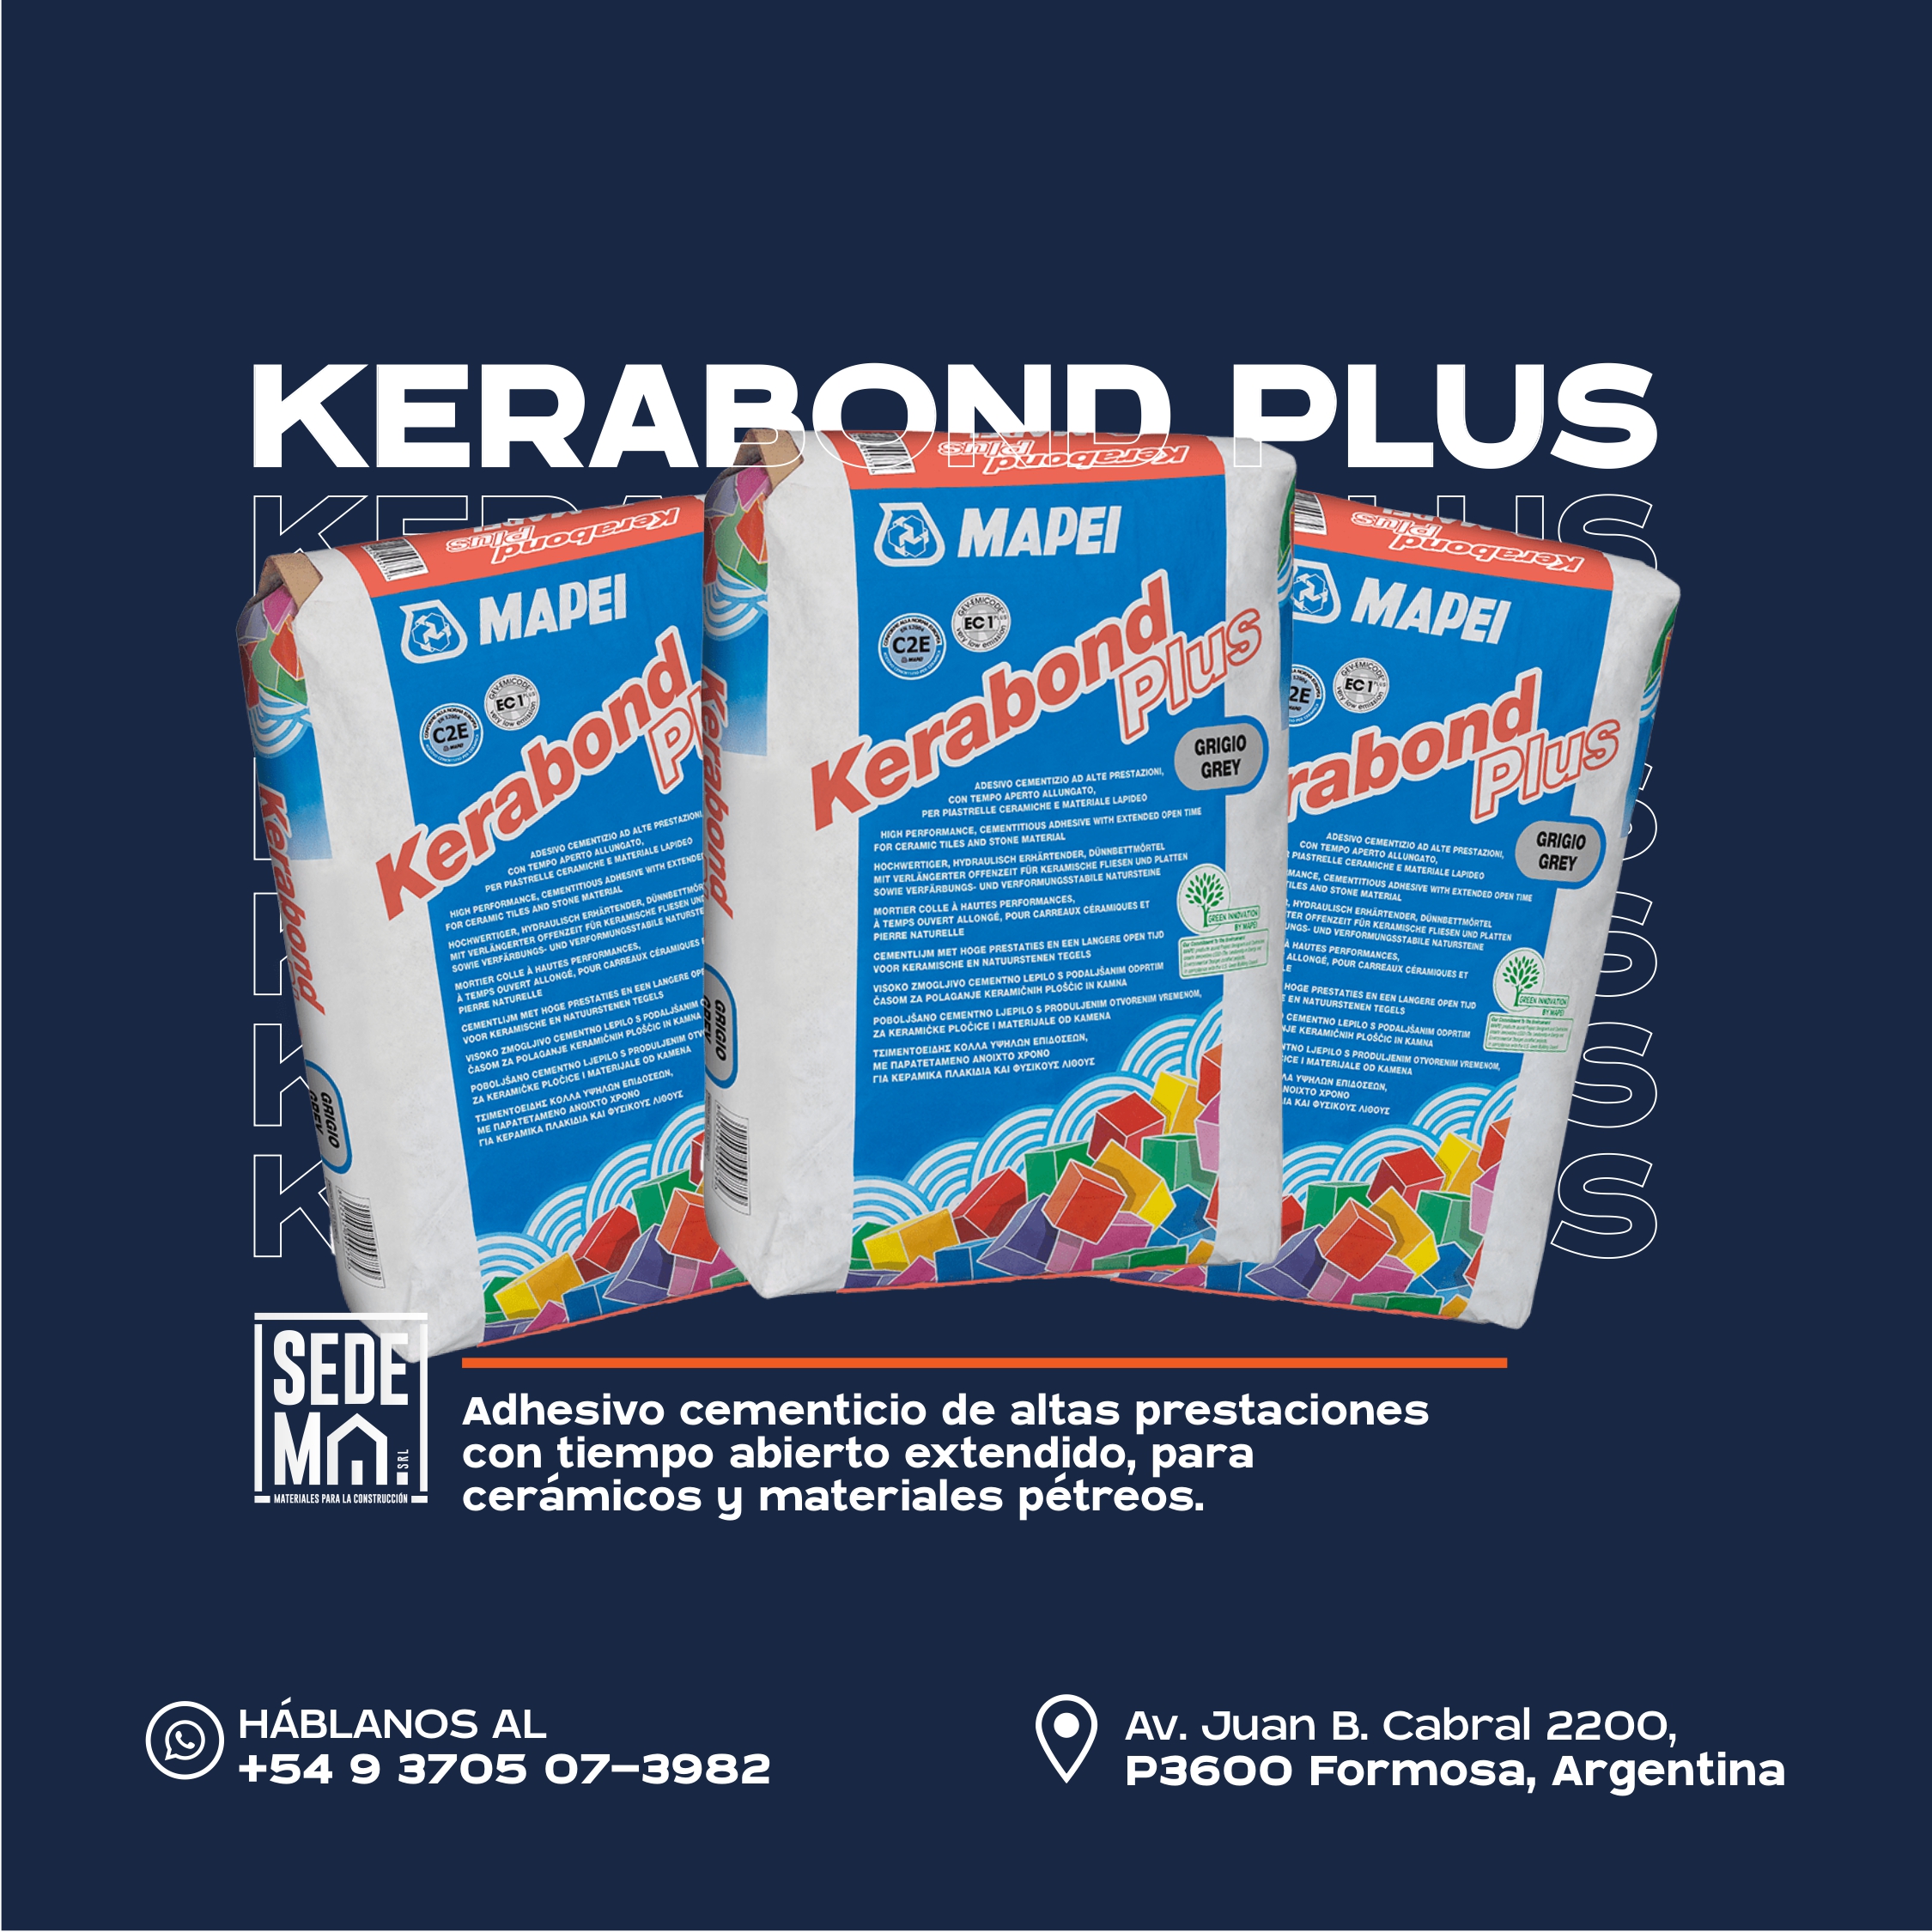 KERABOND PLUS
MAPEI
C2E
EC1 PLUS
Kerabond
Plus
GRIGIO
GREY
ADESIVO CEMENTIZIO AD ALTE PRESTAZIONI,
CON TEMPO APERTO ALLUNGATO,
PER PIASTRELLE CERAMICHE E MATERIALE LAPIDEO
HIGH PERFORMANCE, CEMENTITIOUS ADHESIVE WITH EXTENDED OPEN TIME
FOR CERAMIC TILES AND STONE MATERIAL
HOCHWERTIGER, HYDRAULISCH ERHÄRTENDER, DÜNNBETTMÖRTEL
MIT VERLÄNGERTER OFFENZEIT FÜR KERAMISCHE FLIESEN UND PLATTEN
SOWIE VERFÄRBUNGS- UND VERFORMUNGSSTABILE NATURSTEINE
MORTIER COLLE À HAUTES PERFORMANCES,
À TEMPS OUVERT ALLONGÉ, POUR CARREAUX CÉRAMIQUES ET
PIERRE NATURELLE
CEMENTLIJM MET HOGE PRESTATIES EN EEN LANGERE OPEN TIJD
VOOR KERAMISCHE EN NATUURSTENEN TEGELS
VISOKO ZMOGLJIVO CEMENTNO LEPILO S PODALJŠANIM ODPRTIM
ČASOM ZA POLAGANJE KERAMIČNIH PLOŠČIC IN KAMNA
POBOLJŠANO CEMENTNO LJEPILO S PRODULJENIM OTVORENIM VREMENOM,
ZA KERAMIČKE PLOČICE I MATERIJALE OD KAMENA
ΤΣΙΜΕΝΤΟΕΙΔΗΣ ΚΟΛΛΑ ΥΨΗΛΩΝ ΕΠΙΔΟΣΕΩΝ,
ΜΕ ΠΑΡΑΤΕΤΑΜΕΝΟ ΑΝΟΙΧΤΟ ΧΡΟΝΟ
ΓΙΑ ΚΕΡΑΜΙΚΑ ΠΛΑΚΙΔΙΑ ΚΑΙ ΦΥΣΙΚΟΥΣ ΛΙΘΟΥΣ
GREEN INNOVATION
BY MAPEI
SEDE
MA SRL
MATERIALES PARA LA CONSTRUCCIÓN
Adhesivo cementicio de altas prestaciones
con tiempo abierto extendido, para
cerámicos y materiales pétreos.
HÁBLANOS AL
+54 9 3705 07-3982
Av. Juan B. Cabral 2200,
P3600 Formosa, Argentina